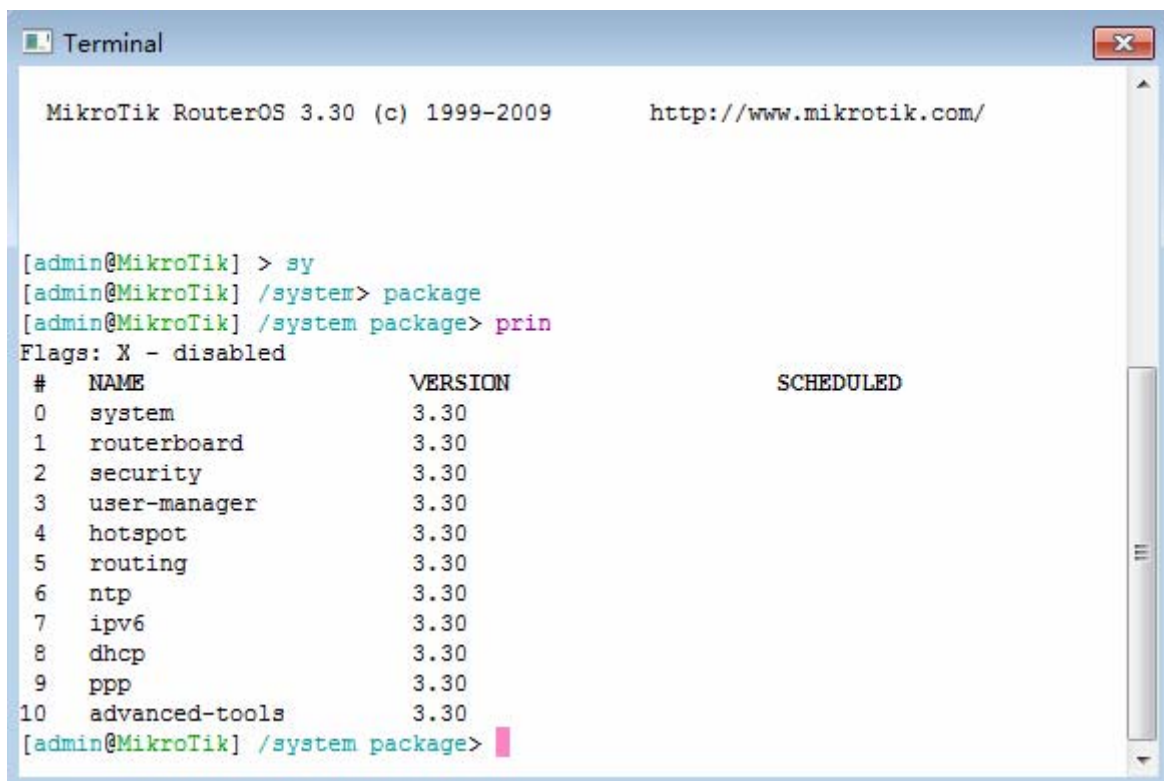 Terminal
MikroTik RouterOS 3.30 (c) 1999-2009       http://www.mikrotik.com/
[admin@MikroTik] > sy
[admin@MikroTik] /system> package
[admin@MikroTik] /system package> prin
Flags: X - disabled
 #   NAME                     VERSION                      SCHEDULED
 0   system                   3.30
 1   routerboard              3.30
 2   security                 3.30
 3   user-manager             3.30
 4   hotspot                  3.30
 5   routing                  3.30
 6   ntp                      3.30
 7   ipv6                     3.30
 8   dhcp                     3.30
 9   ppp                      3.30
10   advanced-tools           3.30
[admin@MikroTik] /system package>